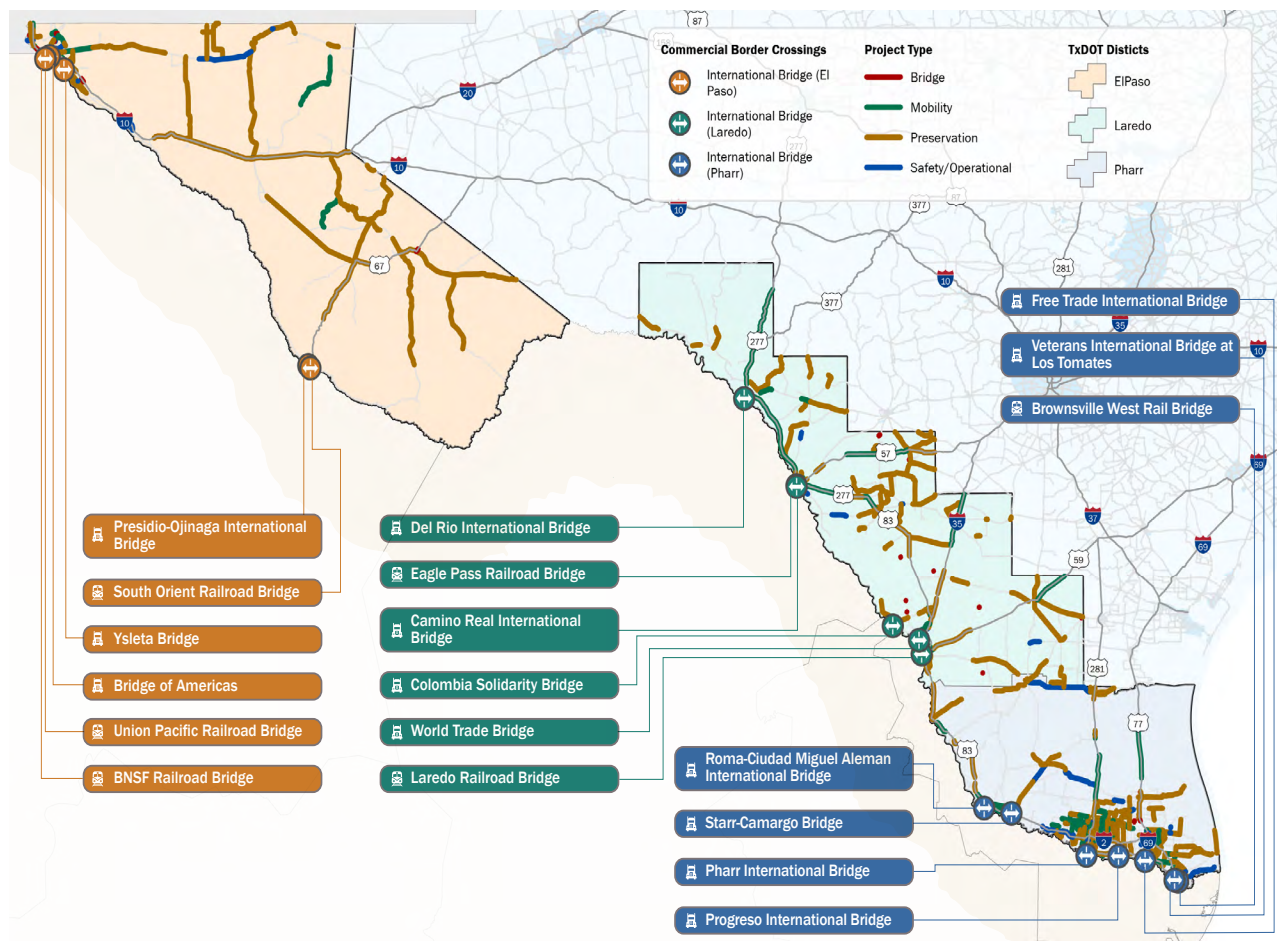 Commercial Border Crossings
International Bridge (El
Paso)
International Bridge
(Laredo)
International Bridge
(Pharr)
Project Type
Bridge
Mobility
Preservation
Safety/Operational
TxDOT Disticts
ElPaso
Laredo
Pharr
87
20
10
10
277
87
377
10
281
10
67
377
35
10
277
57
69
277
83
35
37
69
59
281
77
83
2
69
Free Trade International Bridge
Veterans International Bridge at
Los Tomates
Brownsville West Rail Bridge
Presidio-Ojinaga International
Bridge
South Orient Railroad Bridge
Ysleta Bridge
Bridge of Americas
Union Pacific Railroad Bridge
BNSF Railroad Bridge
Del Rio International Bridge
Eagle Pass Railroad Bridge
Camino Real International
Bridge
Colombia Solidarity Bridge
World Trade Bridge
Laredo Railroad Bridge
Roma-Ciudad Miguel Aleman
International Bridge
Starr-Camargo Bridge
Pharr International Bridge
Progreso International Bridge